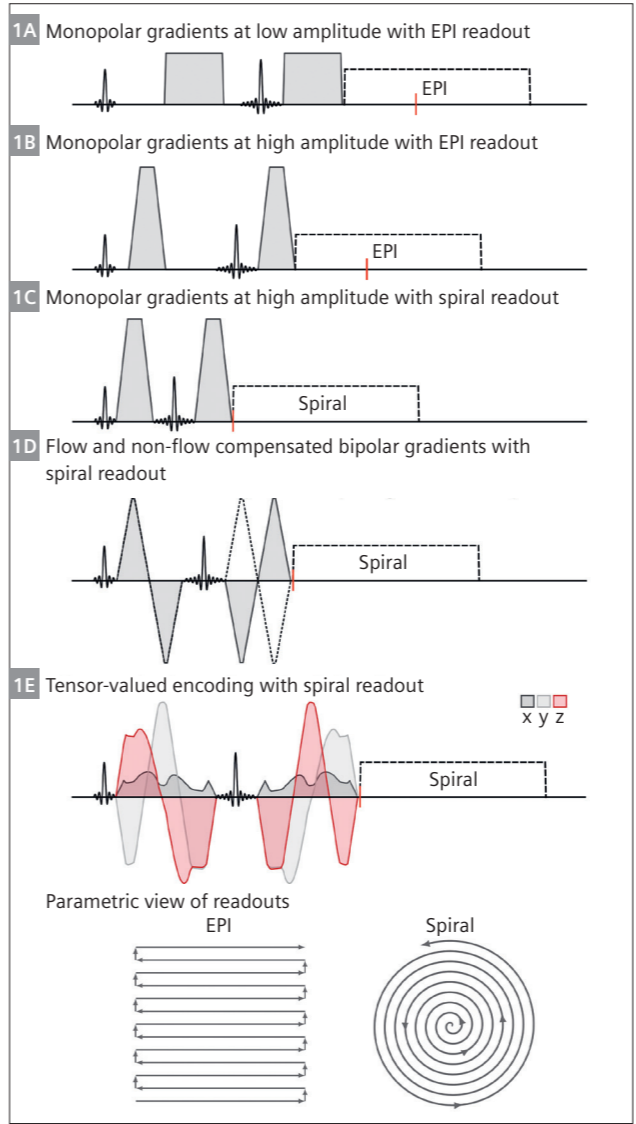 1A Monopolar gradients at low amplitude with EPI readout
EPI
1B Monopolar gradients at high amplitude with EPI readout
EPI
1C Monopolar gradients at high amplitude with spiral readout
Spiral
1D Flow and non-flow compensated bipolar gradients with
spiral readout
Spiral
1E Tensor-valued encoding with spiral readout
x y z
Spiral
Parametric view of readouts
EPI Spiral